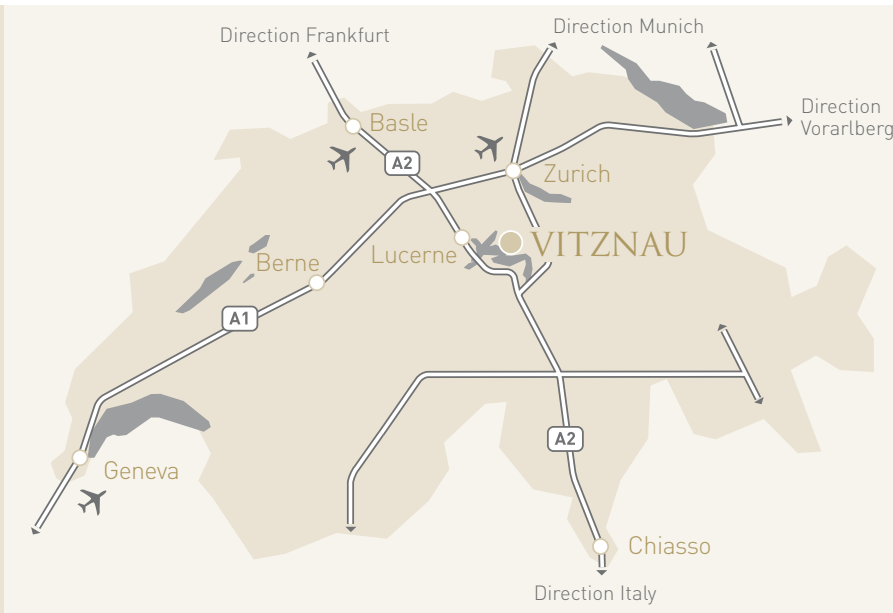 Direction Frankfurt
Direction Munich
Direction
Vorarlberg
Basle
A2
Zurich
Lucerne
VITZNAU
Berne
A1
A2
Geneva
Chiasso
Direction Italy